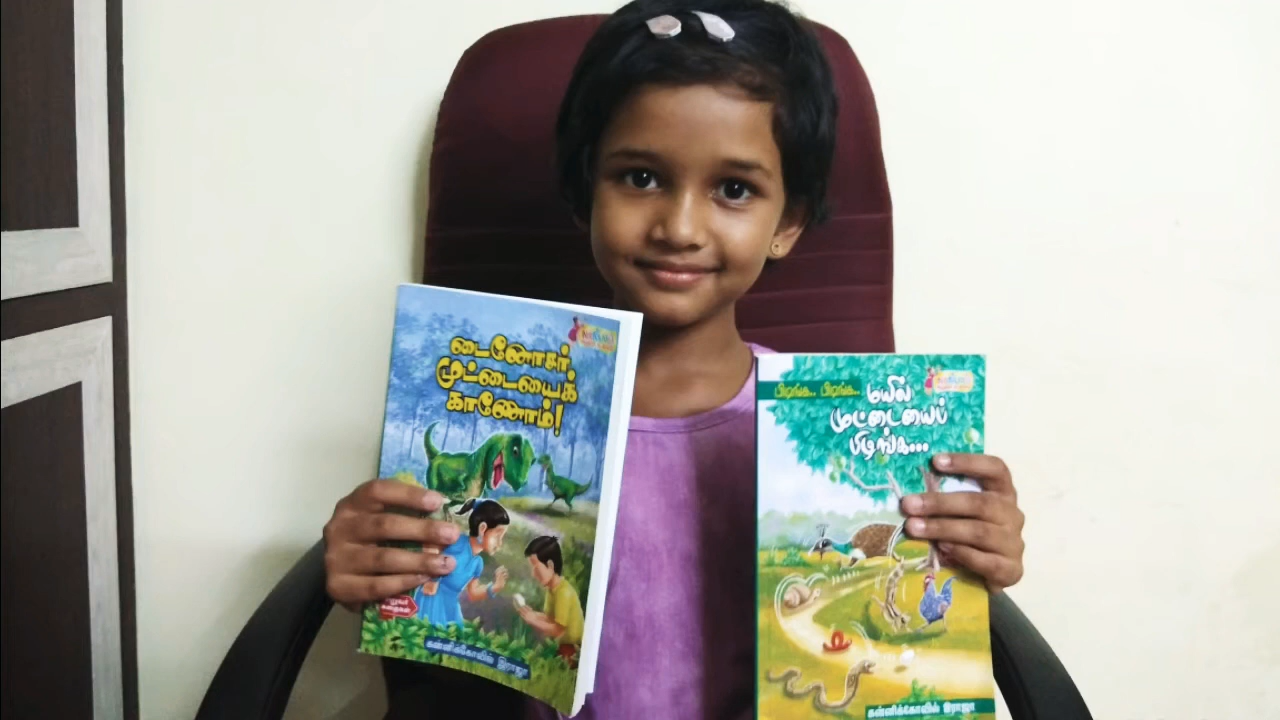 டைனோசர்
முட்டையைக்
காணோம்!
கன்னிக்கோவில் இராஜா
பிடிங்க.. பிடிங்க..
மயில்
முட்டையைப்
பிடிங்க...
கன்னிக்கோவில் இராஜா